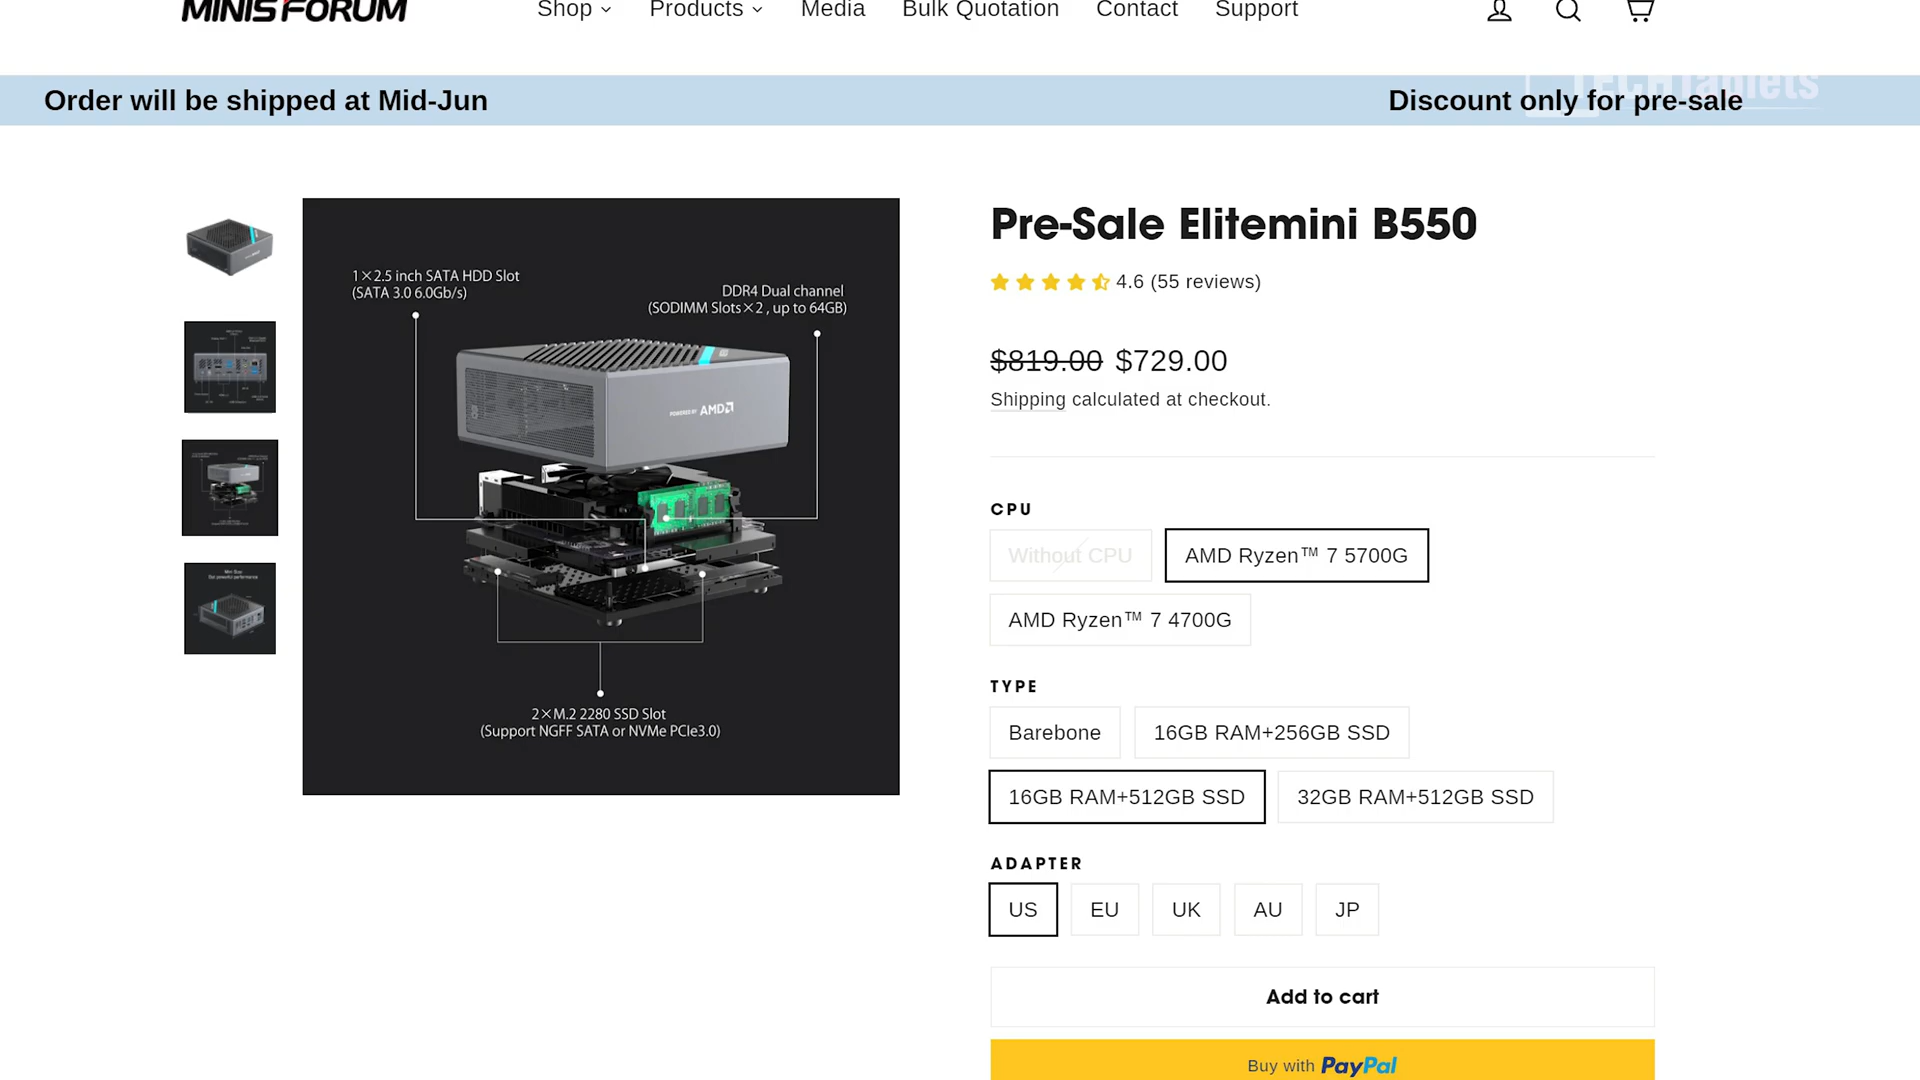 MINISFORUM
Shop Products Media Bulk Quotation Contact Support
TECHTablets
Order will be shipped at Mid-Jun
Discount only for pre-sale
1×2.5 inch SATA HDD Slot
(SATA 3.0 6.0Gb/s)
DDR4 Dual channel
(SODIMM Slots×2 , up to 64GB)
POWERED BY AMD
2×M.2 2280 SSD Slot
(Support NGFF SATA or NVMe PCIe3.0)
Pre-Sale Elitemini B550
4.6 (55 reviews)
$819.00 $729.00
Shipping calculated at checkout.
CPU
Without CPU
AMD Ryzen™ 7 5700G
AMD Ryzen™ 7 4700G
TYPE
Barebone
16GB RAM+256GB SSD
16GB RAM+512GB SSD
32GB RAM+512GB SSD
ADAPTER
US
EU
UK
AU
JP
Add to cart
Buy with PayPal